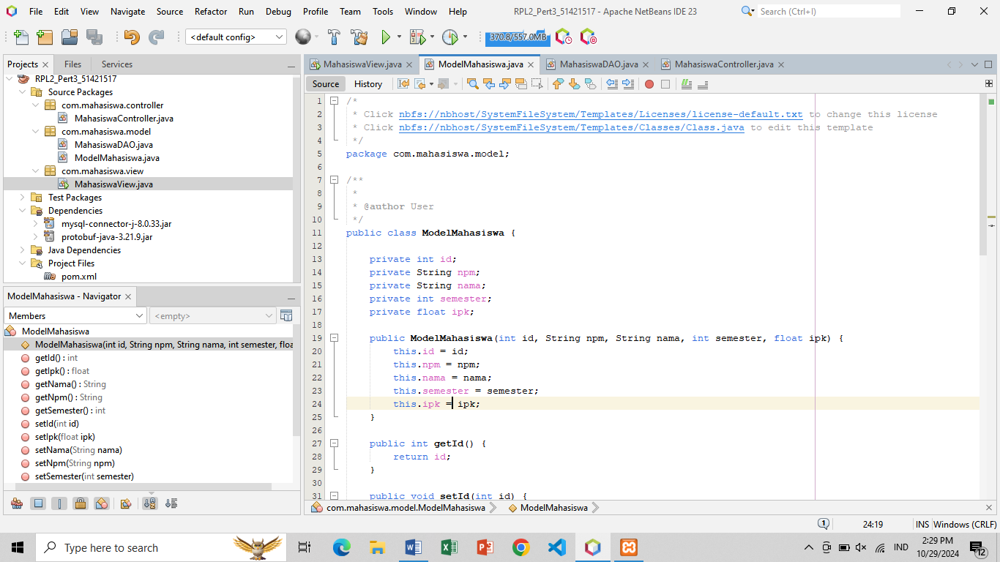 File Edit View Navigate Source Refactor Run Debug Profile Team Tools Window Help
RPL2_Pert3_51421517 - Apache NetBeans IDE 23
Search (Ctrl+I)
<default config>
370.8/557.0MB
Projects Files Services
RPL2_Pert3_51421517
Source Packages
com.mahasiswa.controller
MahasiswaController.java
com.mahasiswa.model
MahasiswaDAO.java
ModelMahasiswa.java
com.mahasiswa.view
MahasiswaView.java
Test Packages
Dependencies
mysql-connector-j-8.0.33.jar
protobuf-java-3.21.9.jar
Java Dependencies
Project Files
pom.xml
ModelMahasiswa - Navigator
Members <empty>
ModelMahasiswa
ModelMahasiswa(int id, String npm, String nama, int semester, floa
getId() : int
getIpk() : float
getNama() : String
getNpm() : String
getSemester() : int
setId(int id)
setIpk(float ipk)
setNama(String nama)
setNpm(String npm)
setSemester(int semester)
MahasiswaView.java ModelMahasiswa.java MahasiswaDAO.java MahasiswaController.java
Source History
1 /*
2 * Click nbfs://nbhost/SystemFileSystem/Templates/Licenses/license-default.txt to change this license
3 * Click nbfs://nbhost/SystemFileSystem/Templates/Classes/Class.java to edit this template
4 */
5 package com.mahasiswa.model;
6
7 /**
8 *
9 * @author User
10 */
11 public class ModelMahasiswa {
12
13 private int id;
14 private String npm;
15 private String nama;
16 private int semester;
17 private float ipk;
18
19 public ModelMahasiswa(int id, String npm, String nama, int semester, float ipk) {
20 this.id = id;
21 this.npm = npm;
22 this.nama = nama;
23 this.semester = semester;
24 this.ipk = ipk;
25 }
26
27 public int getId() {
28 return id;
29 }
30
31 public void setId(int id) {
com.mahasiswa.model.ModelMahasiswa ModelMahasiswa
1 24:19 INS Windows (CRLF)
Type here to search
IND
2:29 PM
10/29/2024
12